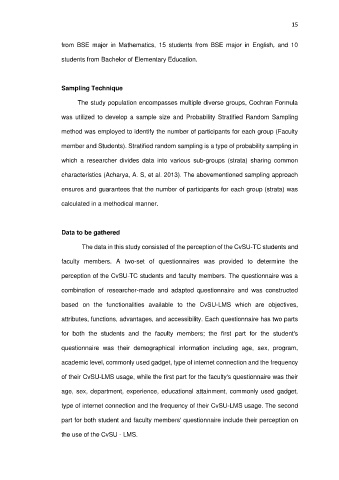 15
from BSE major in Mathematics, 15 students from BSE major in English, and 10
students from Bachelor of Elementary Education.
Sampling Technique
The study population encompasses multiple diverse groups, Cochran Formula
was utilized to develop a sample size and Probability Stratified Random Sampling
method was employed to identify the number of participants for each group (Faculty
member and Students). Stratified random sampling is a type of probability sampling in
which a researcher divides data into various sub-groups (strata) sharing common
characteristics (Acharya, A. S, et al. 2013). The abovementioned sampling approach
ensures and guarantees that the number of participants for each group (strata) was
calculated in a methodical manner.
Data to be gathered
The data in this study consisted of the perception of the CvSU-TC students and
faculty members. A two-set of questionnaires was provided to determine the
perception of the CvSU-TC students and faculty members. The questionnaire was a
combination of researcher-made and adapted questionnaire and was constructed
based on the functionalities available to the CvSU-LMS which are objectives,
attributes, functions, advantages, and accessibility. Each questionnaire has two parts
for both the students and the faculty members; the first part for the student's
questionnaire was their demographical information including age, sex, program,
academic level, commonly used gadget, type of internet connection and the frequency
of their CvSU-LMS usage, while the first part for the faculty's questionnaire was their
age, sex, department, experience, educational attainment, commonly used gadget,
type of internet connection and the frequency of their CvSU-LMS usage. The second
part for both student and faculty members' questionnaire include their perception on
the use of the CvSU - LMS.